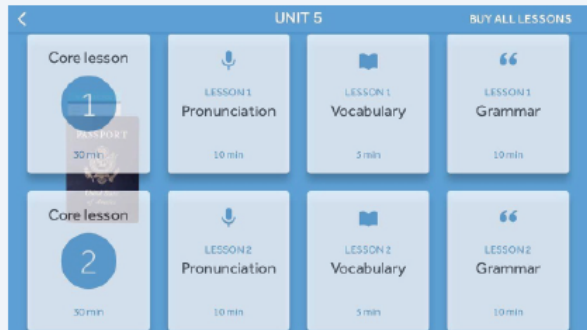 UNIT 5
BUY ALL LESSONS
Core lesson
1
30 min
LESSON 1
Pronunciation
10 min
LESSON 1
Vocabulary
5 min
LESSON 1
Grammar
10 min
PASSPORT
Core lesson
2
30 min
LESSON 2
Pronunciation
10 min
LESSON 2
Vocabulary
5 min
LESSON 2
Grammar
10 min